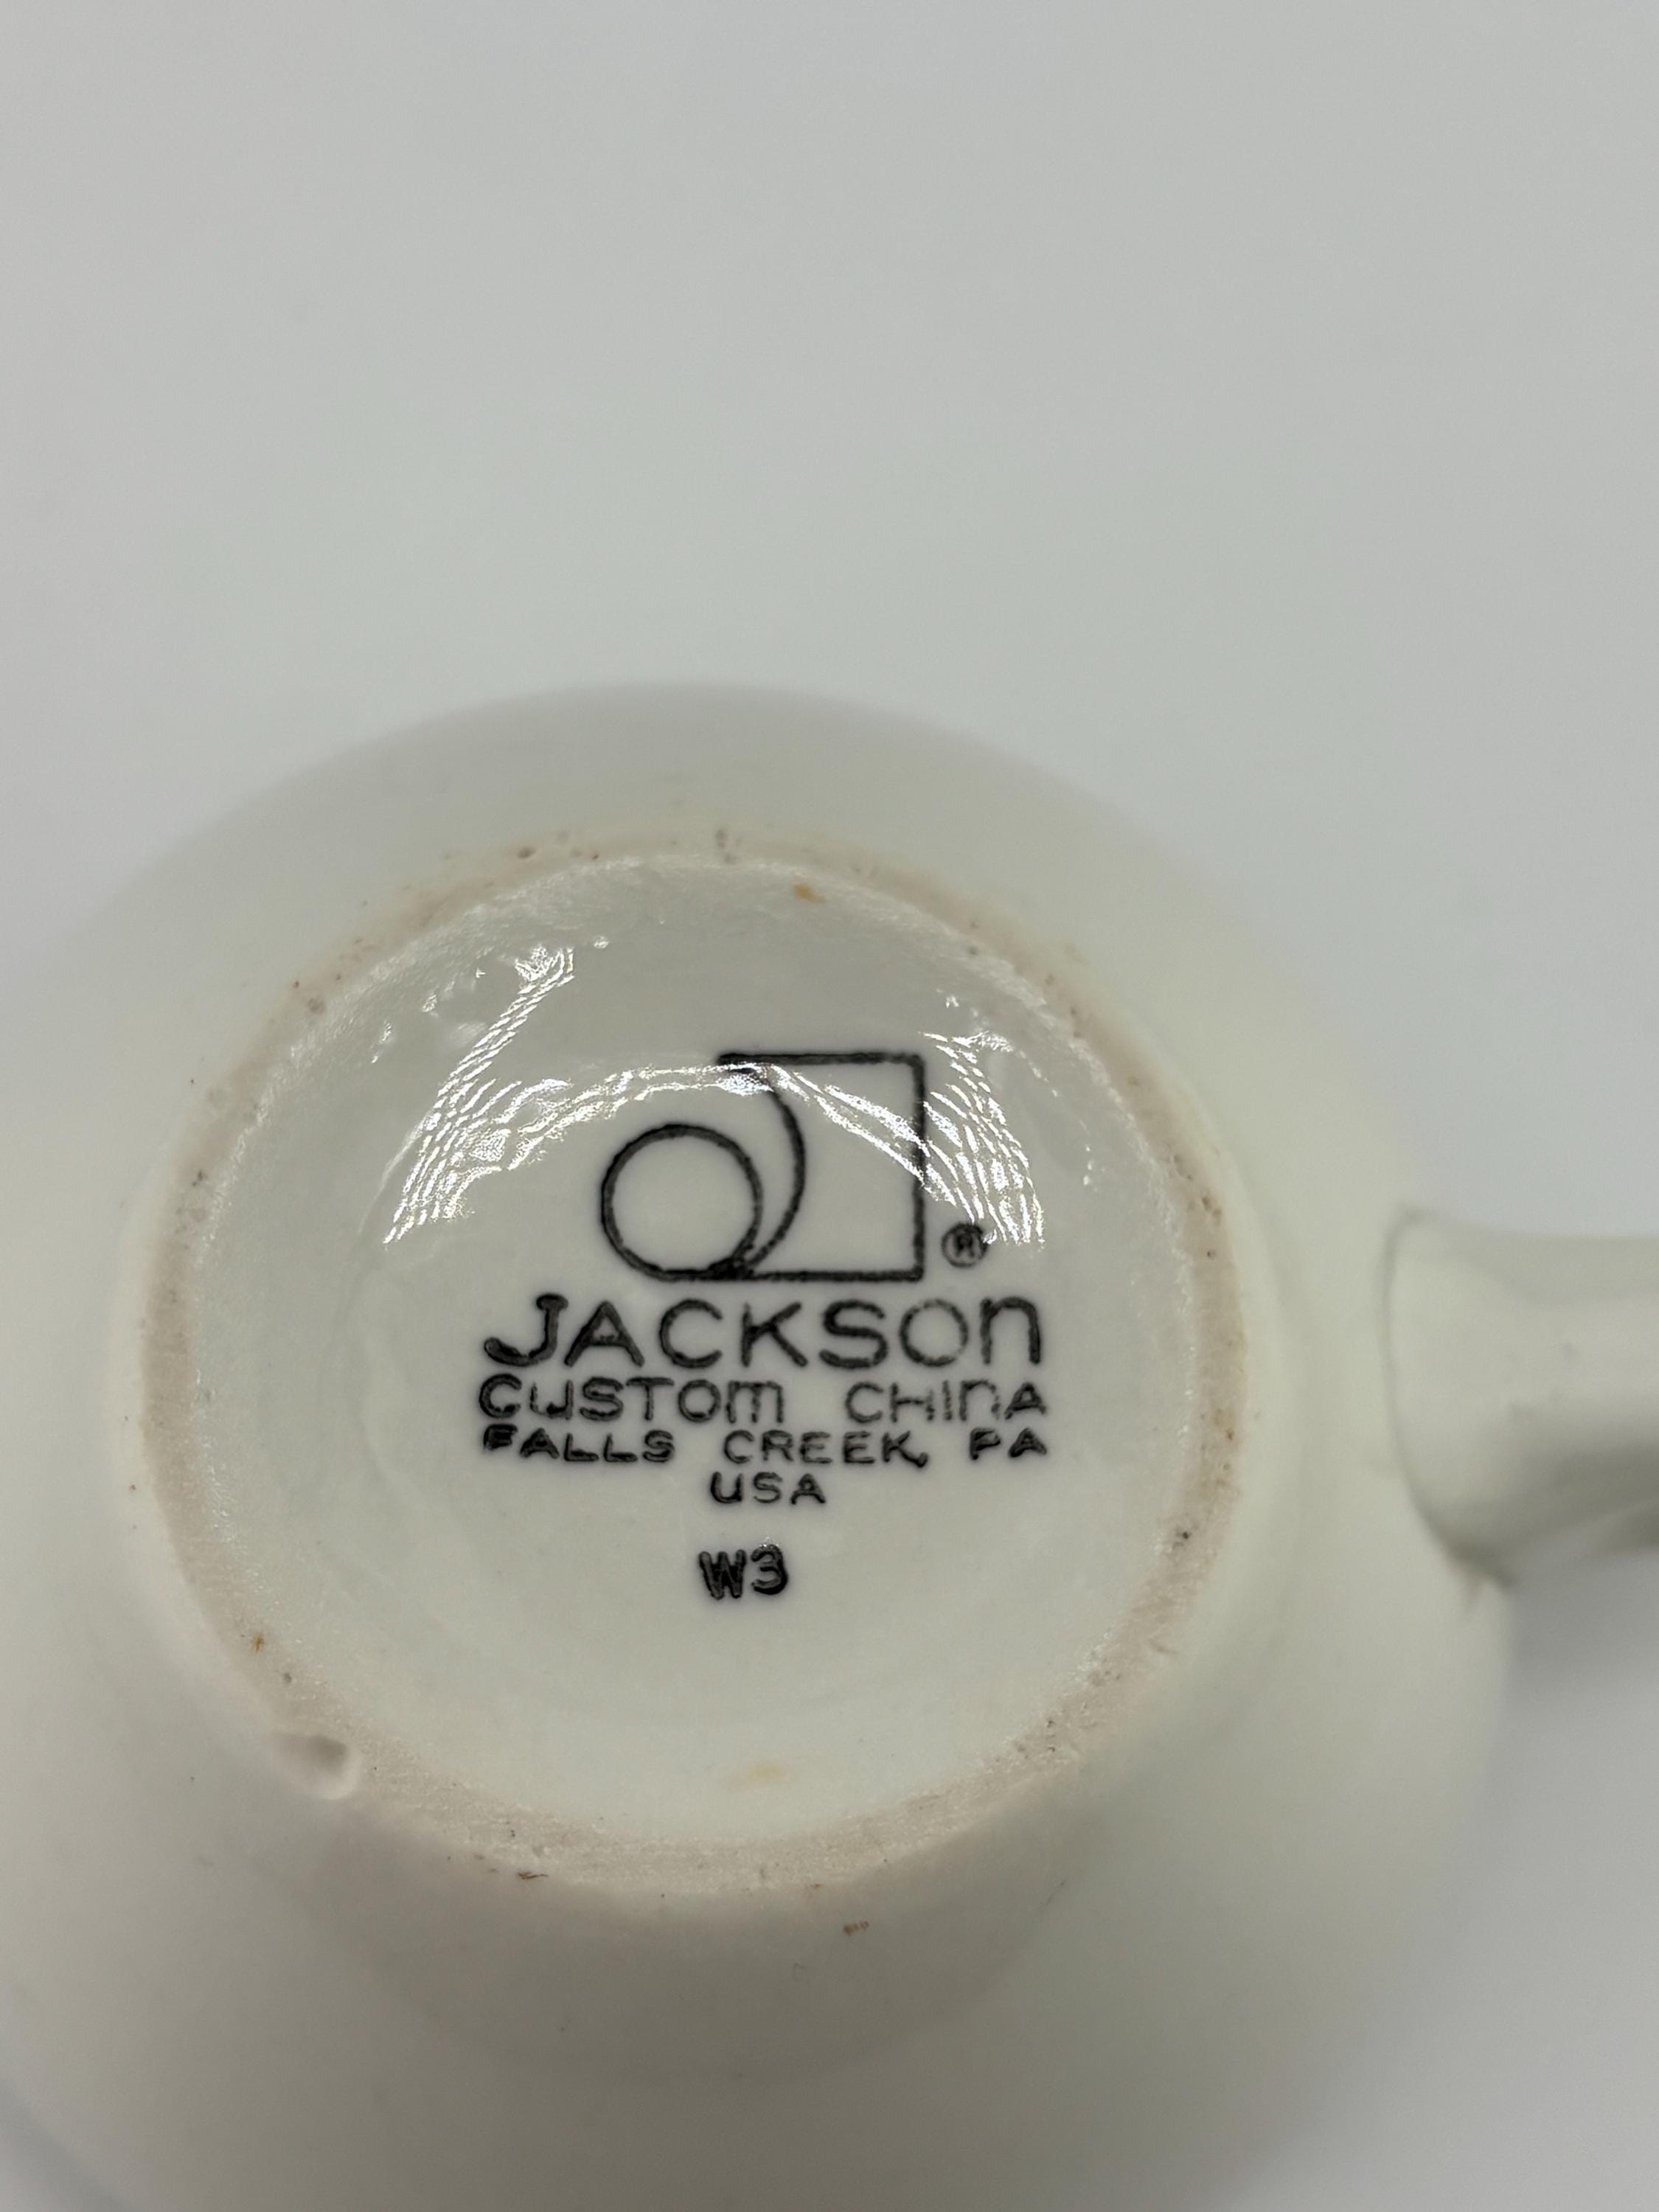 ®
JACKSON
CUSTOM CHINA
FALLS CREEK, PA
USA
W3